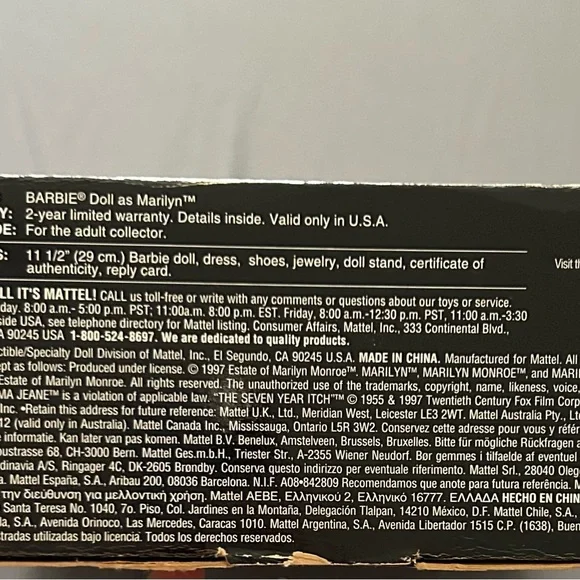 BARBIE® Doll as Marilyn™
Y: 2-year limited warranty. Details inside. Valid only in U.S.A.
DE: For the adult collector.
S: 11 1/2" (29 cm.) Barbie doll, dress, shoes, jewelry, doll stand, certificate of
authenticity, reply card.
Visit th
LL IT'S MATTEL! CALL us toll-free or write with any comments or questions about our toys or service.
day. 8:00 a.m.- 5:00 p.m. PST; 11:00a.m. 8:00 p.m. EST. Friday, 8:00 a.m.-12:30 p.m. PST, 11:00 a.m.-3:30
side USA, see telephone directory for Mattel listing. Consumer Affairs, Mattel, Inc., 333 Continental Blvd.,
A 90245 USA 1-800-524-8697. We are dedicated to quality products.
ctible/Specialty Doll Division of Mattel, Inc., El Segundo, CA 90245 U.S.A. MADE IN CHINA. Manufactured for Mattel. All
pt as follows: Produced under license. © 1997 Estate of Marilyn Monroe™. MARILYN™, MARILYN MONROE™, and MARI
Estate of Marilyn Monroe. All rights reserved. The unauthorized use of the trademarks, copyright, name, likeness, voice,
MA JEANE™ is a violation of applicable law. "THE SEVEN YEAR ITCH"™ © 1955 & 1997 Twentieth Century Fox Film Corp
Inc. •Retain this address for future reference: Mattel U.K., Ltd., Meridian West, Leicester LE3 2WT. Mattel Australia Pty., Lt
12 (valid only in Australia). Mattel Canada Inc., Mississauga, Ontario L5R 3W2. Conservez cette adresse pour vous y référ
e informatie. Kan later van pas komen. Mattel B.V. Benelux, Amstelveen, Brussels, Bruxelles. Bitte für mögliche Rückfragen a
oustrasse 68, CH-3000 Bern. Mattel Ges.m.b.H., Triester Str., A-2355 Wiener Neudorf. Bor gemmes i tilfaelde af eventuel
dinavia A/S, Ringager 4C, DK-2605 Brøndby. Conserva questo indirizzo per eventuale riferimento. Mattel Srl., 28040 Oleg
a. Mattel España, S.A., Aribau 200, 08036 Barcelona. N.I.F. A08•842809 Recomendamos que anote para futura referência. M
την διεύθυνση για μελλοντική χρήση. Mattel AEBE, Ελληνικού 2, Ελληνικό 16777. ΕΛΛΑΔΑ HECHO EN CHIN
Santa Teresa No. 1040, 7o. Piso, Col. Jardines en la Montaña, Delegación Tlalpan, 14210 México, D.F. Mattel Chile, S.A.,
la, S.A., Avenida Orinoco, Las Mercedes, Caracas 1010. Mattel Argentina, S.A., Avenida Libertador 1515 C.P. (1638), Buen
stradas utilizadas bajo licencia. Todos los derechos reservados.